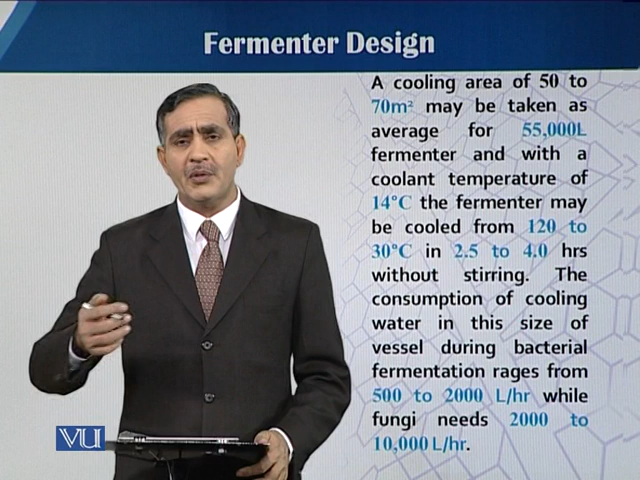 Fermenter Design
A cooling area of 50 to
70m² may be taken as
average for 55,000L
fermenter and with a
coolant temperature of
14°C the fermenter may
be cooled from 120 to
30°C in 2.5 to 4.0 hrs
without stirring. The
consumption of cooling
water in this size of
vessel during bacterial
fermentation rages from
500 to 2000 L/hr while
fungi needs 2000 to
10,000 L/hr.
VU